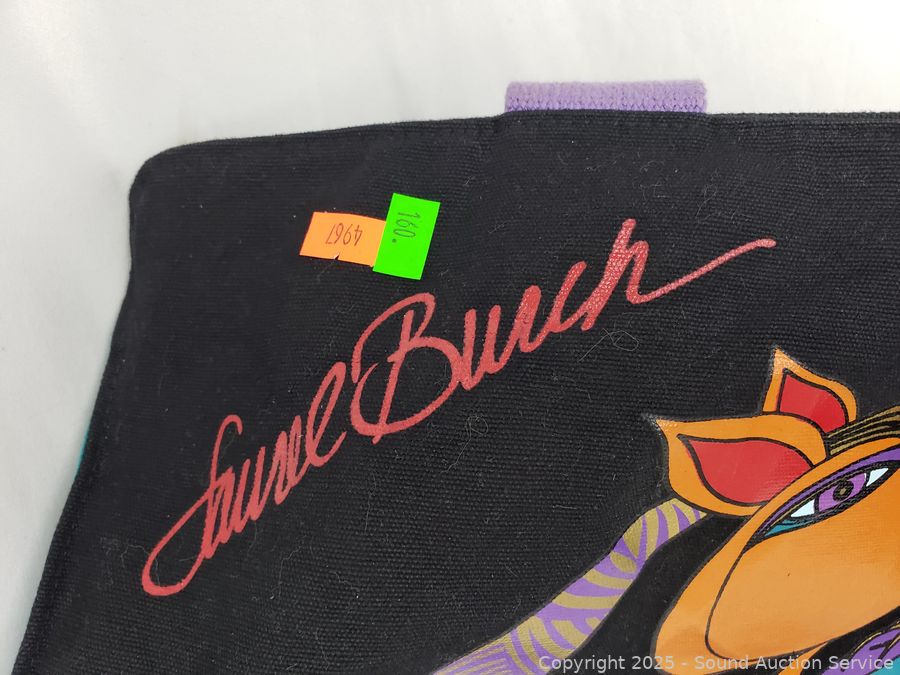 4967
160.
Laurel Burch
Copyright 2025 - Sound Auction Service